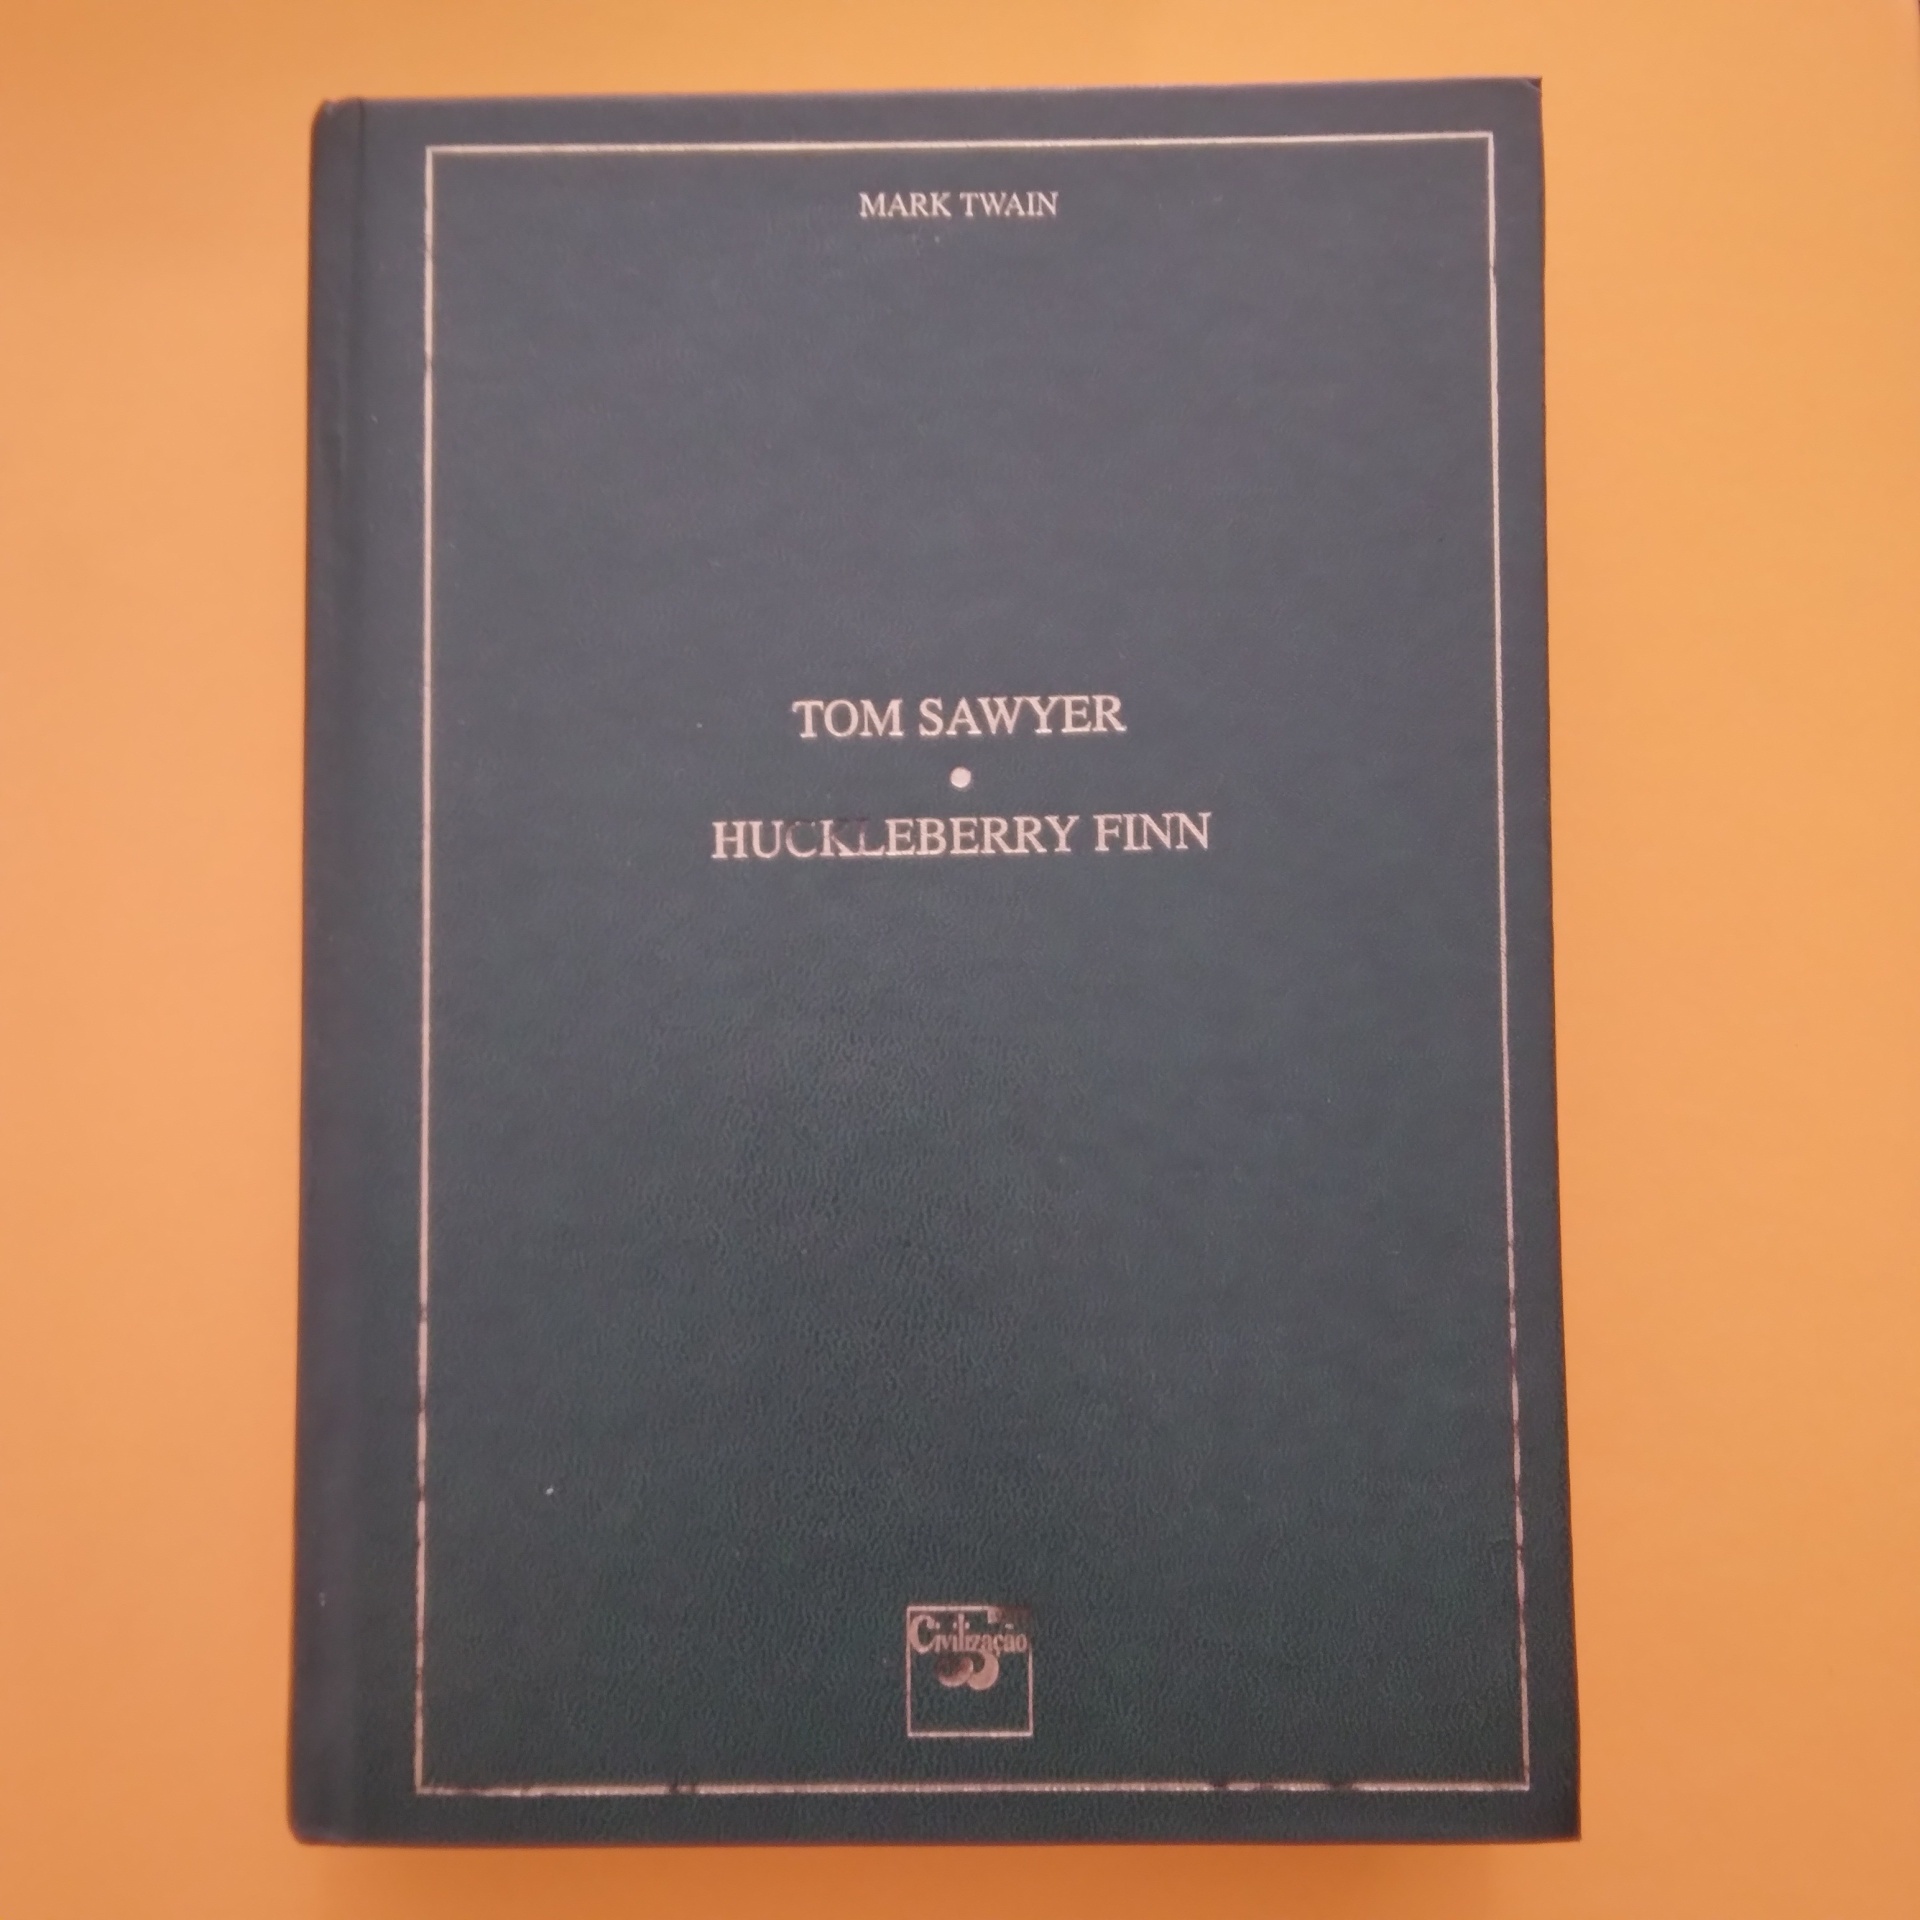 MARK TWAIN
TOM SAWYER
HUCKLEBERRY FINN
Civilização